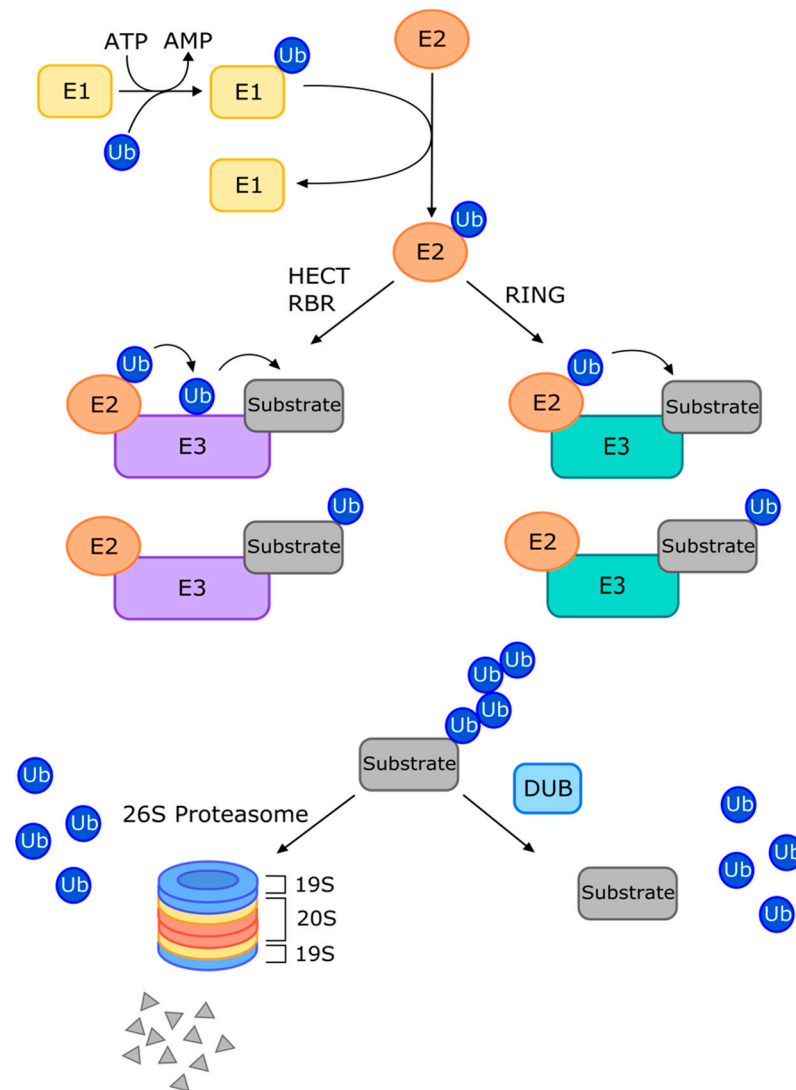 ATP AMP
Ub
E2
E1
E1
Ub
E1
Ub
E2
HECT
RBR
RING
Ub
Ub
Ub
E2
Substrate
E2
Substrate
E3
E3
Ub
Ub
E2
Substrate
E2
Substrate
E3
E3
Ub
Ub
Ub
Ub
Substrate
Ub
DUB
26S Proteasome
Ub
Ub
Ub
Ub
Ub
Ub
Substrate
Ub
19S
20S
19S